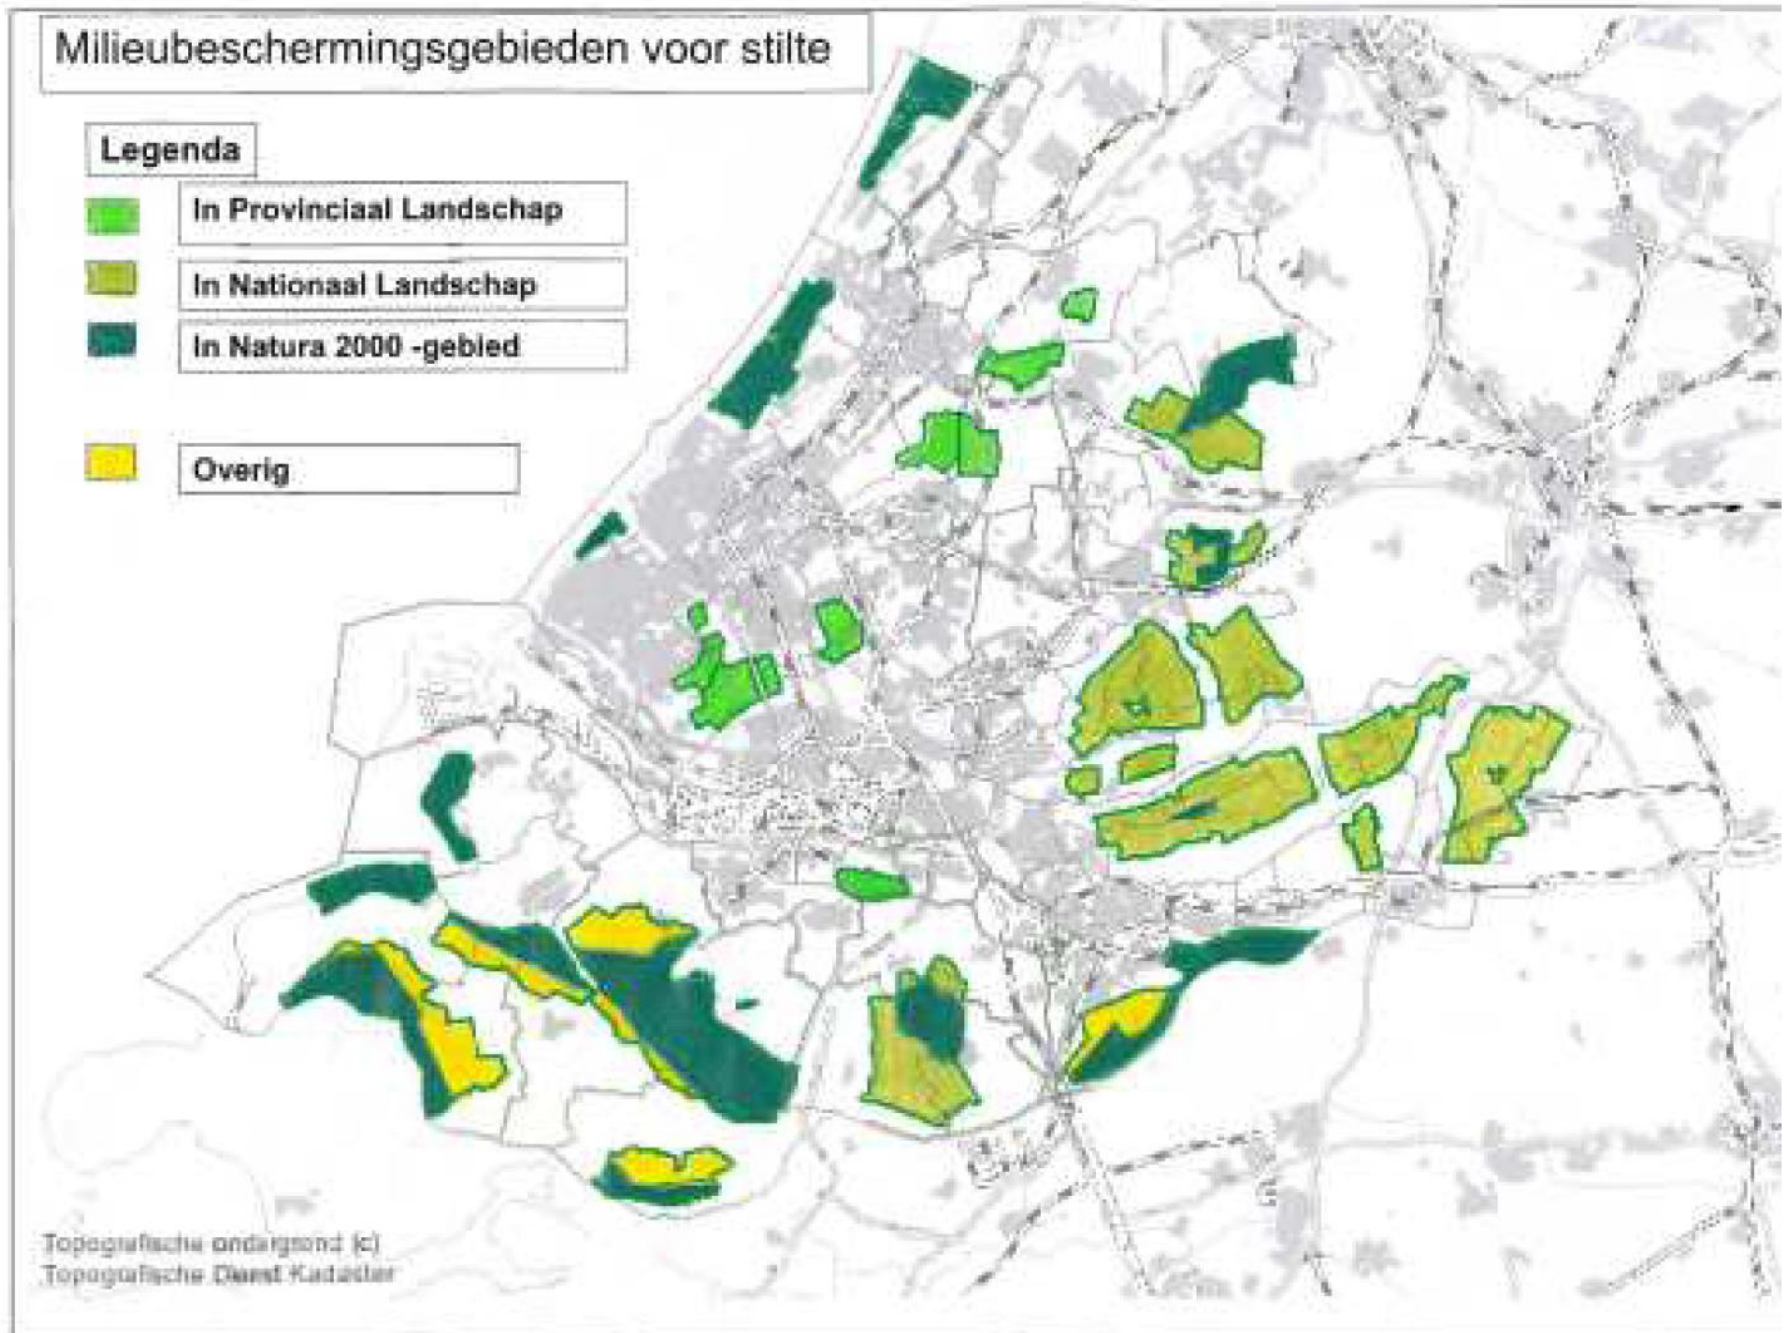 Milieubeschermingsgebieden voor stilte
Legenda
In Provinciaal Landschap
In Nationaal Landschap
In Natura 2000 -gebied
Overig
Topografische ondergrond (c)
Topografische Dienst Kadaster